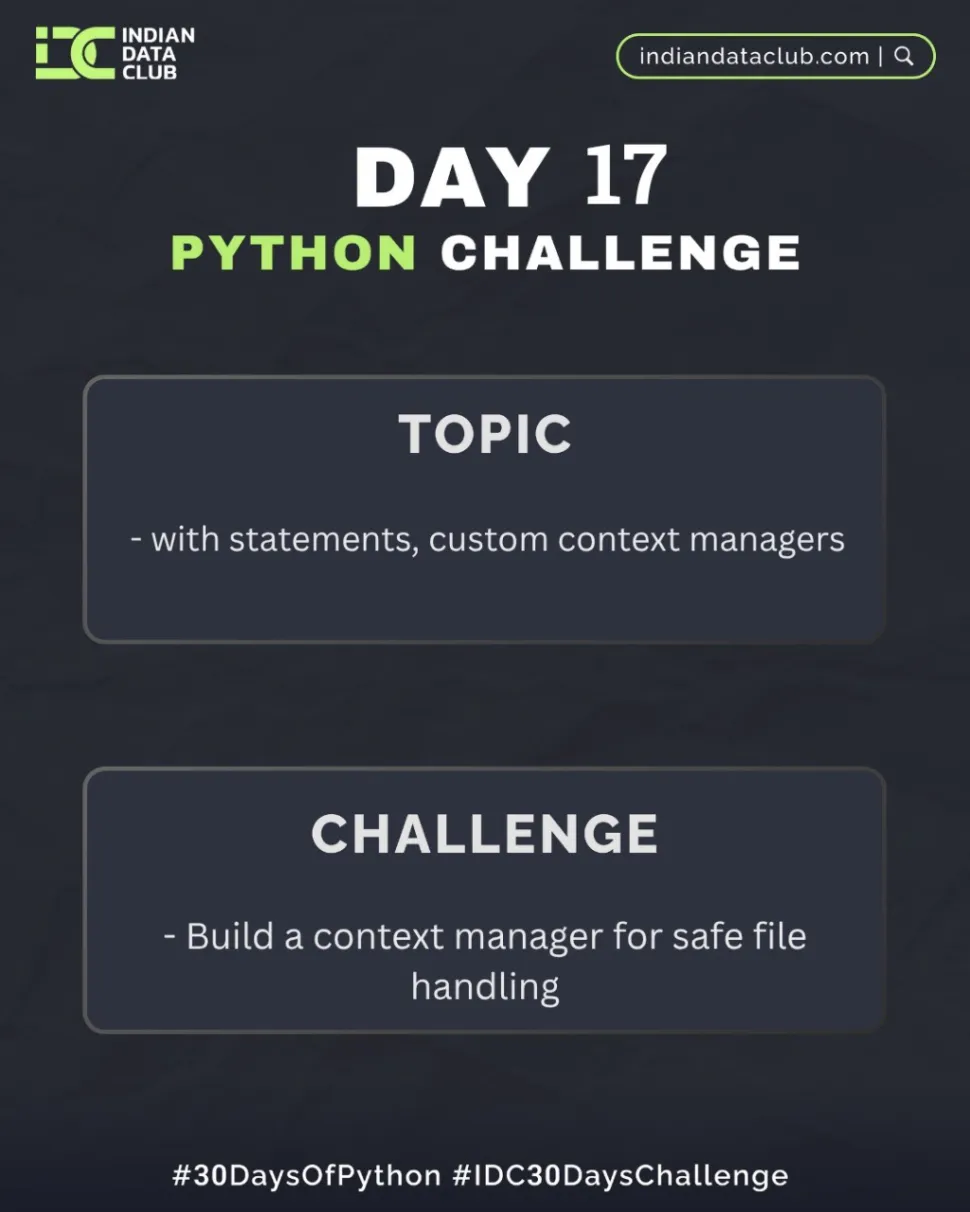 INDIAN
DATA
CLUB
indiandataclub.com |
DAY 17
PYTHON CHALLENGE
TOPIC
- with statements, custom context managers
CHALLENGE
- Build a context manager for safe file
handling
#30DaysOfPython #IDC30DaysChallenge